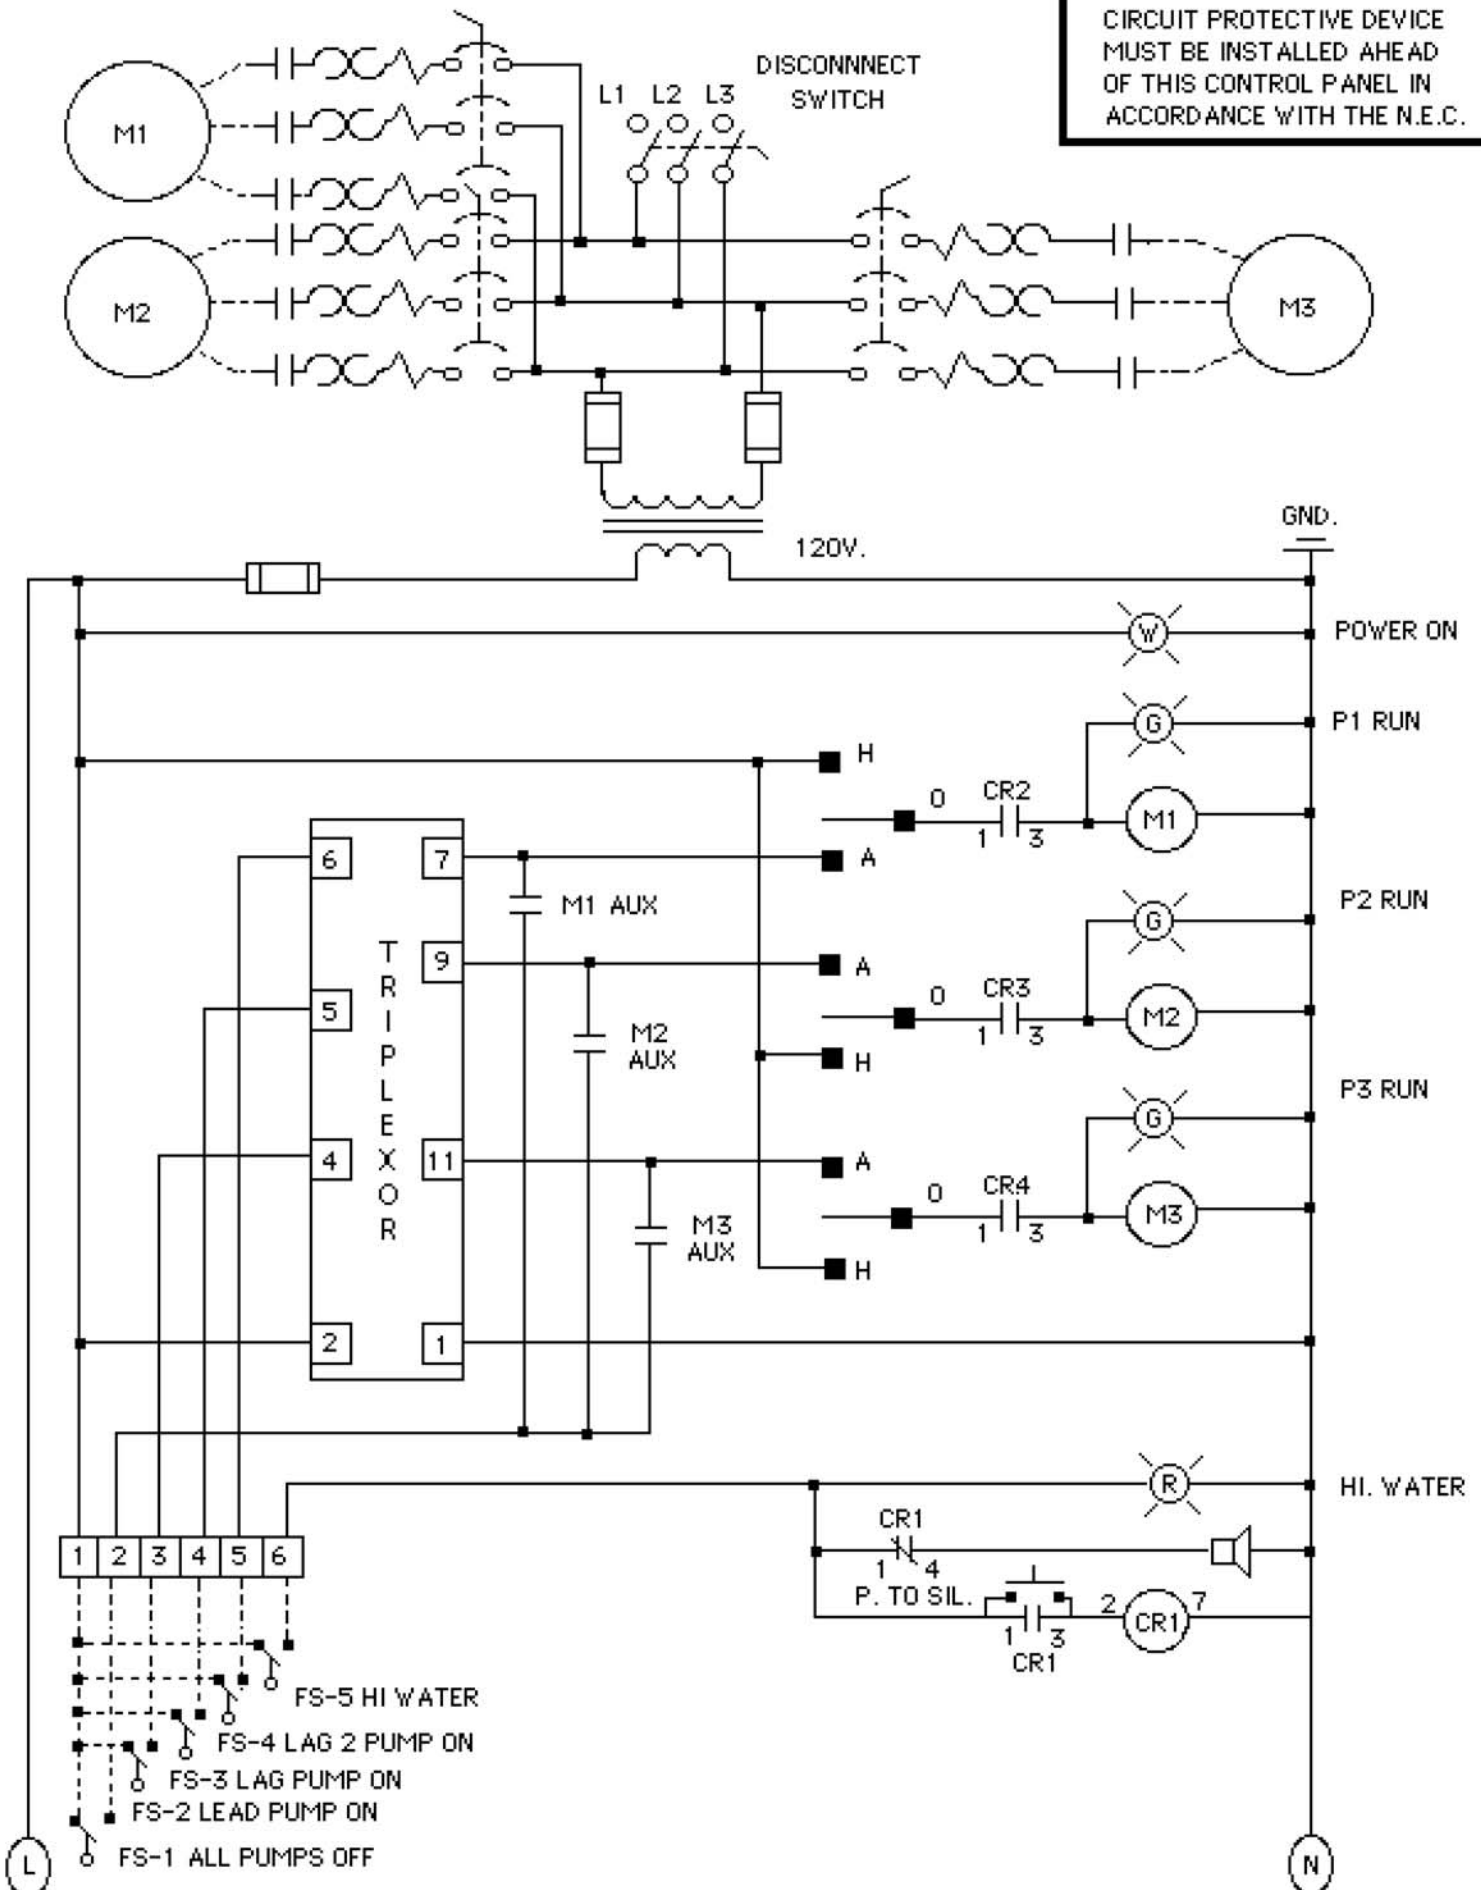 CIRCUIT PROTECTIVE DEVICE
MUST BE INSTALLED AHEAD
OF THIS CONTROL PANEL IN
ACCORDANCE WITH THE N.E.C.
DISCONNNECT
SWITCH
L1 L2 L3
M1
M2
M3
120V.
GND.
W
POWER ON
G
P1 RUN
H
O
CR2
1 3
M1
A
6
7
M1 AUX
P2 RUN
G
9
A
O
CR3
1 3
M2
5
M2
AUX
H
P3 RUN
G
4
11
A
O
CR4
1 3
M3
M3
AUX
H
TRIPLEXOR
2
1
R
HI. WATER
CR1
1 4
P. TO SIL.
1 2 3 4 5 6
2
CR1
7
1 3
CR1
FS-5 HI WATER
FS-4 LAG 2 PUMP ON
FS-3 LAG PUMP ON
FS-2 LEAD PUMP ON
FS-1 ALL PUMPS OFF
L
N